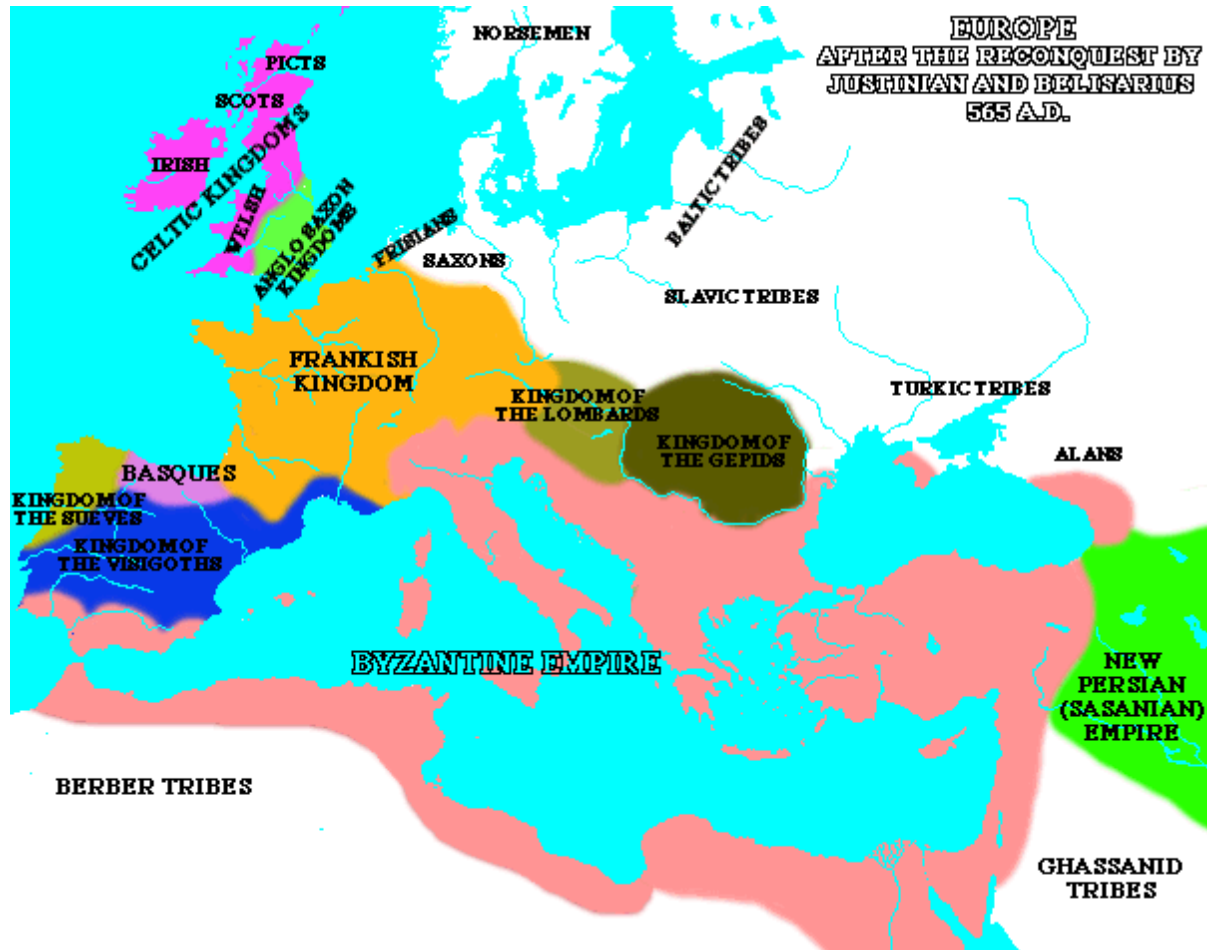 EUROPE
AFTER THE RECONQUEST BY
JUSTINIAN AND BELISARIUS
565 A.D.
NORSEMEN
PICTS
SCOTS
IRISH
CELTIC KINGDOMS
WELSH
ANGLO SAXON
KINGDOMS
FRISIANS
SAXONS
BALTIC TRIBES
SLAVIC TRIBES
FRANKISH
KINGDOM
KINGDOM OF
THE LOMBARDS
KINGDOM OF
THE GEPIDS
TURKIC TRIBES
ALANS
BASQUES
KINGDOM OF
THE SUEVES
KINGDOM OF
THE VISIGOTHS
BYZANTINE EMPIRE
NEW
PERSIAN
(SASANIAN)
EMPIRE
BERBER TRIBES
GHASSANID
TRIBES